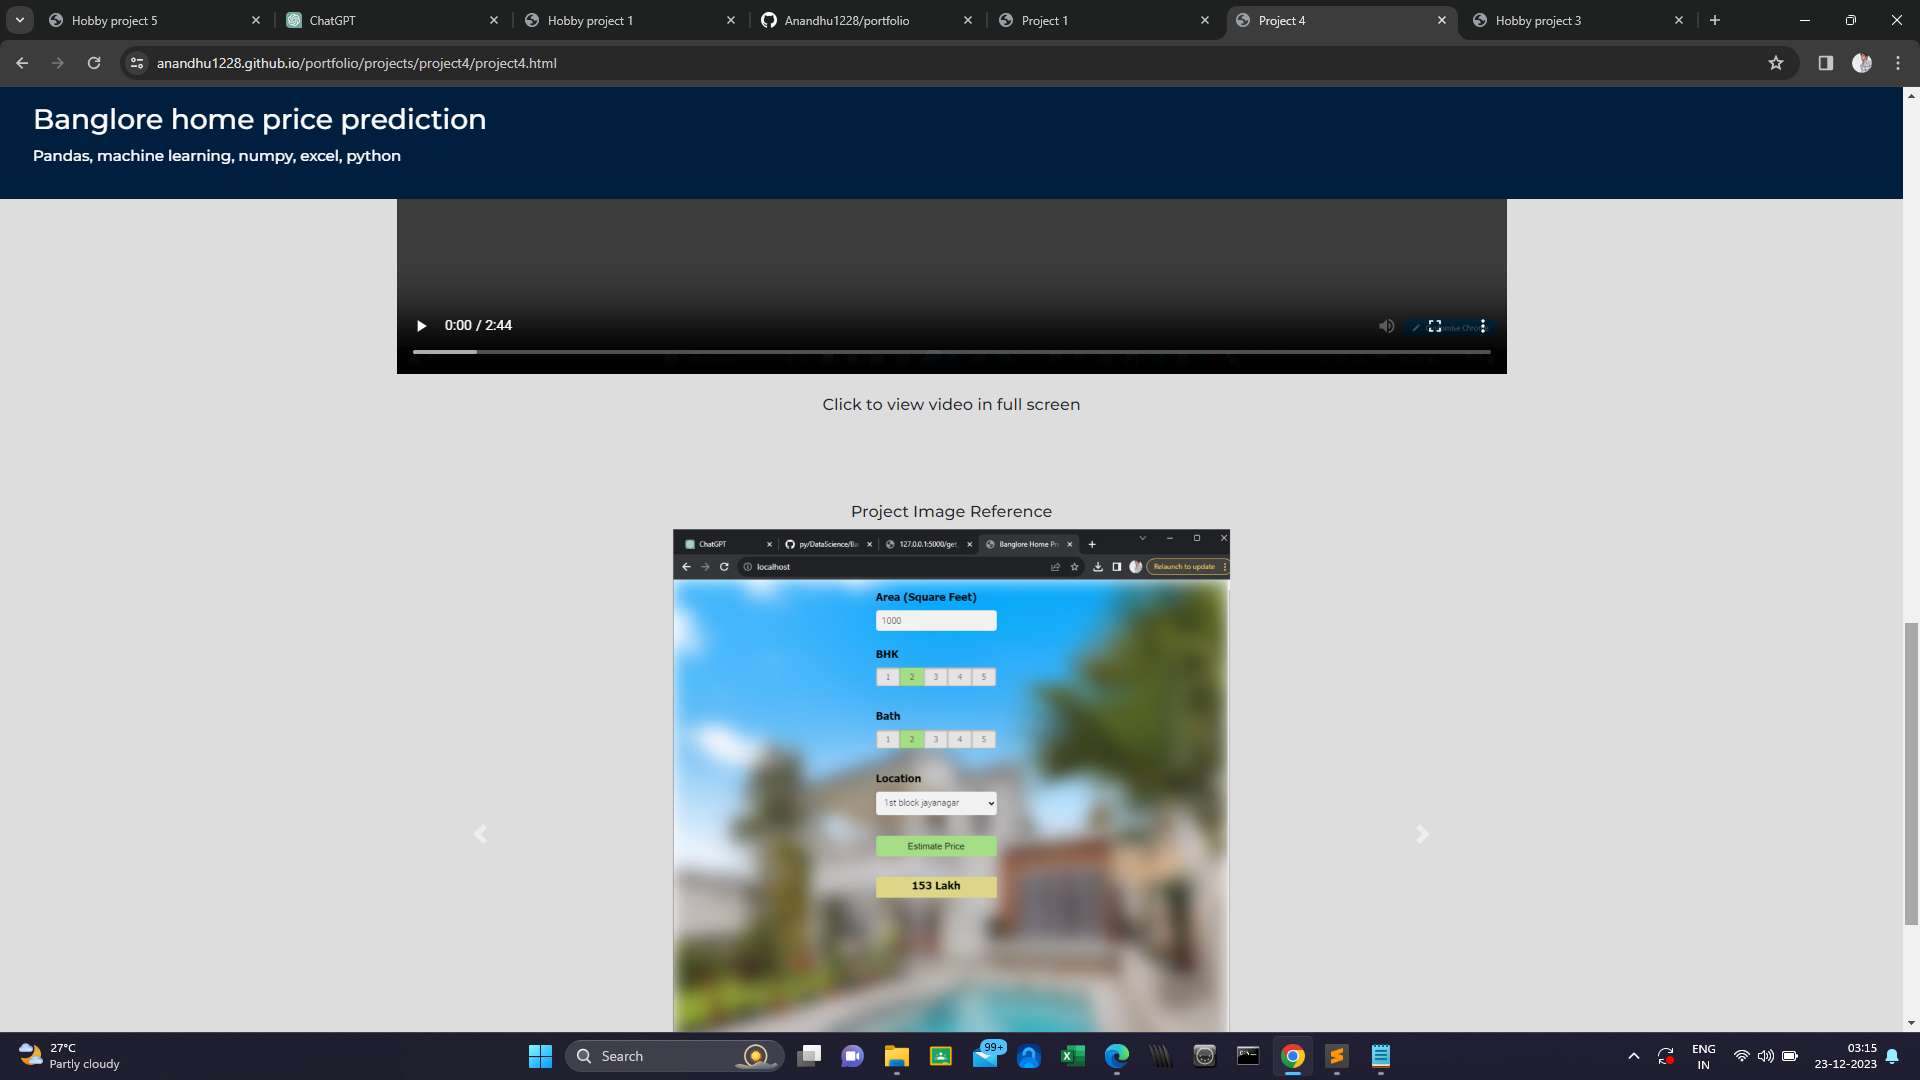 Hobby project 5
ChatGPT
Hobby project 1
Anandhu1228/portfolio
Project 1
Project 4
Hobby project 3
anandhu1228.github.io/portfolio/projects/project4/project4.html
Banglore home price prediction
Pandas, machine learning, numpy, excel, python
0:00 / 2:44
Click to view video in full screen
Project Image Reference
ChatGPT
py/DataScience/Ba
127.0.0.1:5000/get_
Banglore Home Pri
localhost
Relaunch to update
Area (Square Feet)
1000
BHK
1 2 3 4 5
Bath
1 2 3 4 5
Location
1st block jayanagar
Estimate Price
153 Lakh
27°C
Partly cloudy
Search
99+
ENG
IN
03:15
23-12-2023